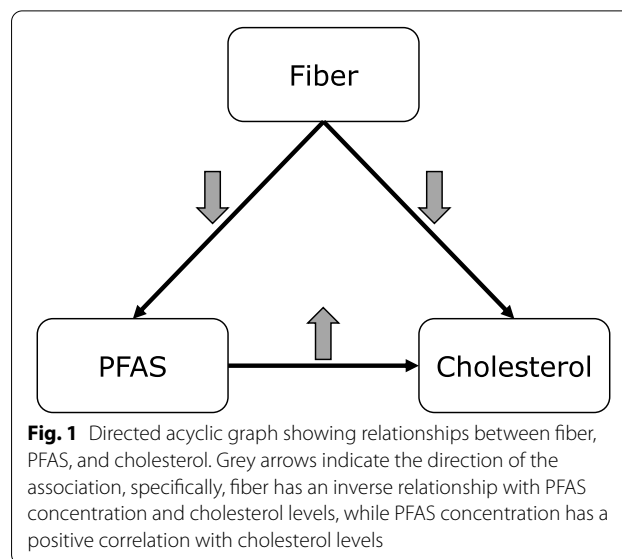 Fiber
PFAS
Cholesterol
Fig. 1 Directed acyclic graph showing relationships between fiber,
PFAS, and cholesterol. Grey arrows indicate the direction of the
association, specifically, fiber has an inverse relationship with PFAS
concentration and cholesterol levels, while PFAS concentration has a
positive correlation with cholesterol levels